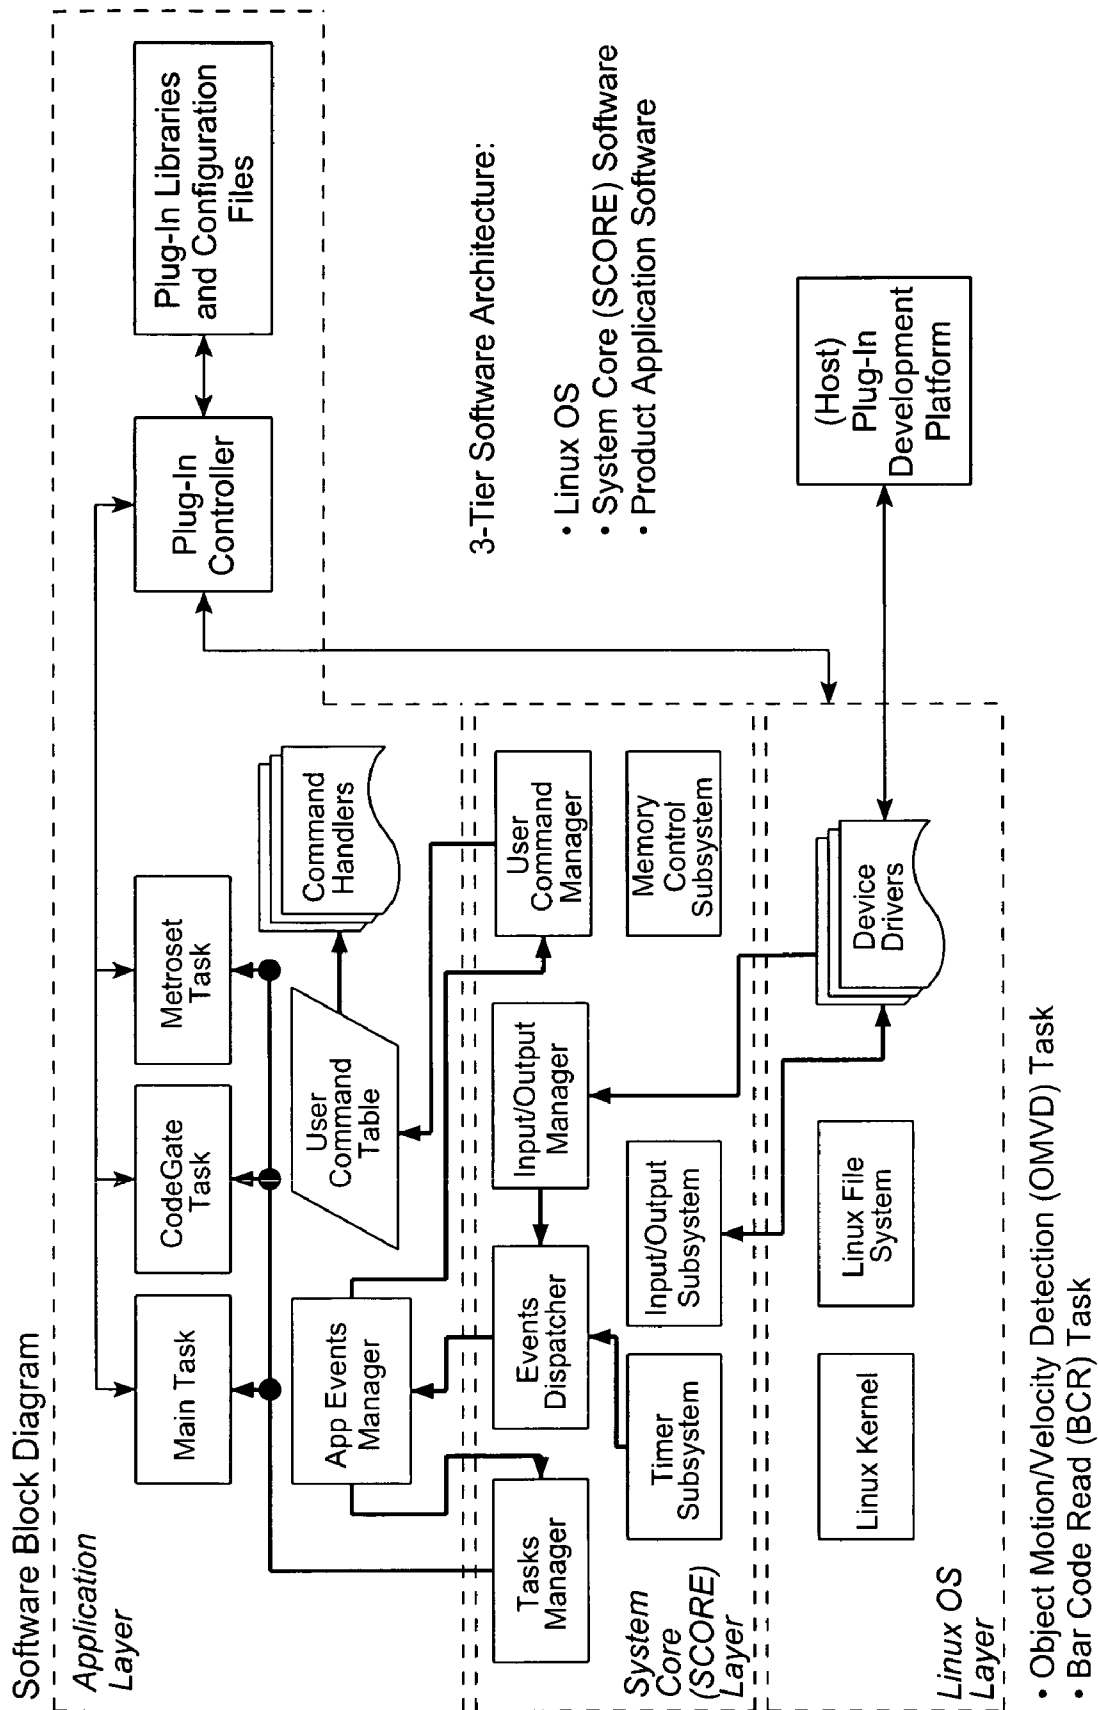 Software Block Diagram
Application
Layer
Main Task
CodeGate
Task
Metroset
Task
Plug-In
Controller
Plug-In Libraries
and Configuration
Files
App Events
Manager
User
Command
Table
Command
Handlers
3-Tier Software Architecture:
• Linux OS
• System Core (SCORE) Software
• Product Application Software
Tasks
Manager
Events
Dispatcher
Input/Output
Manager
User
Command
Manager
System
Core
(SCORE)
Layer
Timer
Subsystem
Input/Output
Subsystem
Memory
Control
Subsystem
Linux OS
Layer
Linux Kernel
Linux File
System
Device
Drivers
(Host)
Plug-In
Development
Platform
• Object Motion/Velocity Detection (OMVD) Task
• Bar Code Read (BCR) Task